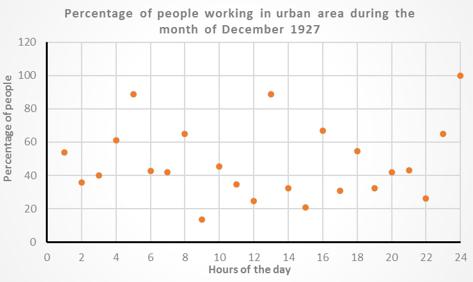 Percentage of people working in urban area during the
month of December 1927
Percentage of people
120
100
80
60
40
20
0
0 2 4 6 8 10 12 14 16 18 20 22 24
Hours of the day